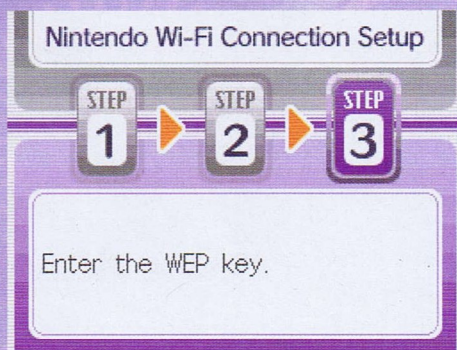 Nintendo Wi-Fi Connection Setup
STEP STEP STEP
1 2 3
Enter the WEP key.